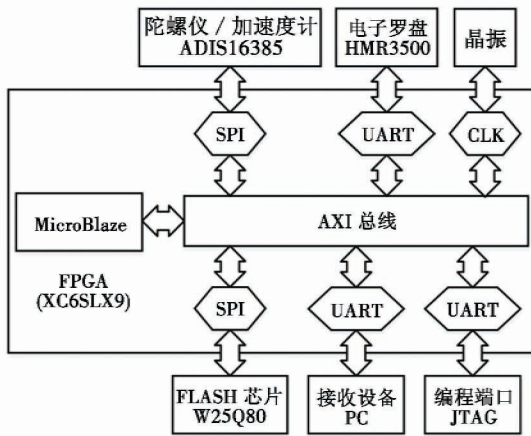 陀螺仪 / 加速度计
ADIS16385
电子罗盘
HMR3500
晶振
SPI
UART
CLK
MicroBlaze
AXI 总线
FPGA
(XC6SLX9)
SPI
UART
UART
FLASH 芯片
W25Q80
接收设备
PC
编程端口
JTAG